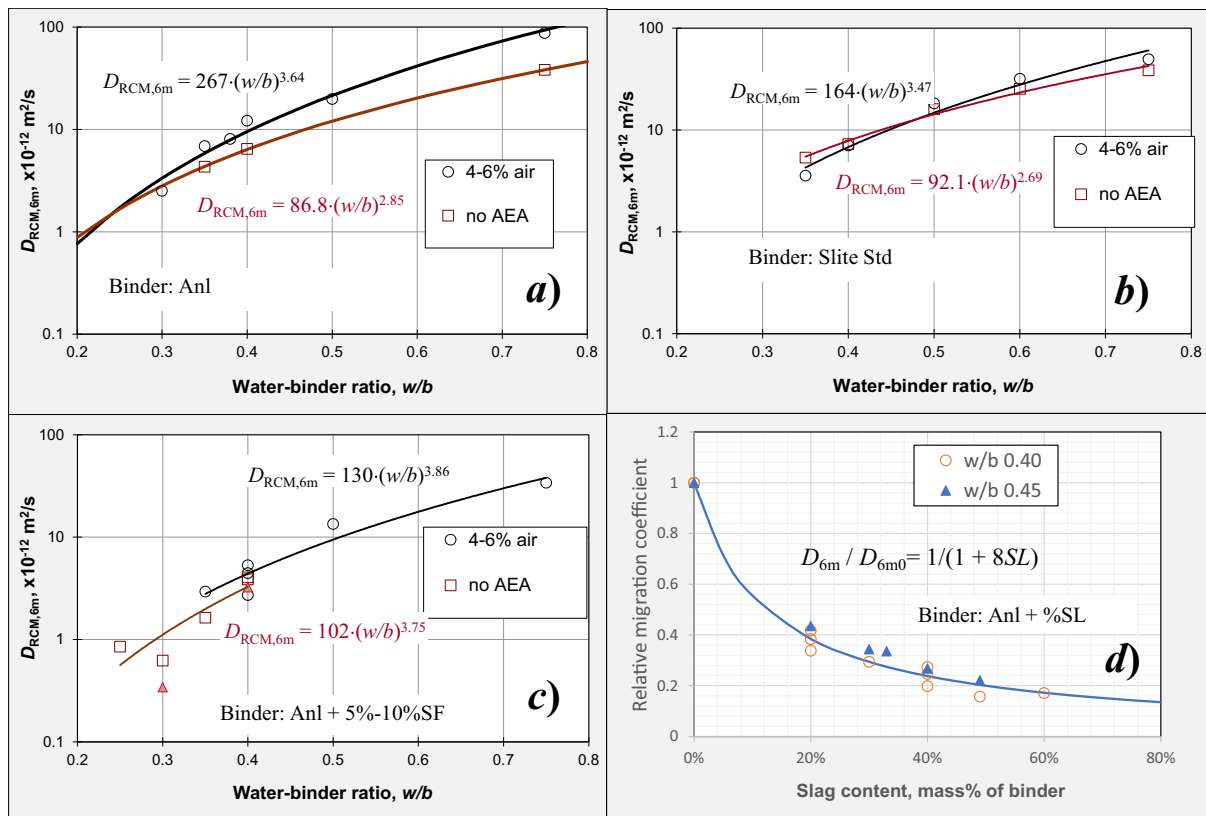 100
10
1
0.1
D_RCM,6m, x10⁻¹² m²/s
D_RCM,6m = 267·(w/b)^3.64
4-6% air
no AEA
D_RCM,6m = 86.8·(w/b)^2.85
Binder: Anl
a)
0.2 0.3 0.4 0.5 0.6 0.7 0.8
Water-binder ratio, w/b
100
10
1
0.1
D_RCM,6m, x10⁻¹² m²/s
D_RCM,6m = 164·(w/b)^3.47
4-6% air
no AEA
D_RCM,6m = 92.1·(w/b)^2.69
Binder: Slite Std
b)
0.3 0.4 0.5 0.6 0.7 0.8
Water-binder ratio, w/b
100
10
1
0.1
D_RCM,6m, x10⁻¹² m²/s
D_RCM,6m = 130·(w/b)^3.86
4-6% air
no AEA
D_RCM,6m = 102·(w/b)^3.75
Binder: Anl + 5%-10%SF
c)
0.2 0.3 0.4 0.5 0.6 0.7 0.8
Water-binder ratio, w/b
1.2
1
0.8
0.6
0.4
0.2
0
Relative migration coefficient
w/b 0.40
w/b 0.45
D_6m / D_6m0 = 1/(1 + 8SL)
Binder: Anl + %SL
d)
0% 20% 40% 60% 80%
Slag content, mass% of binder